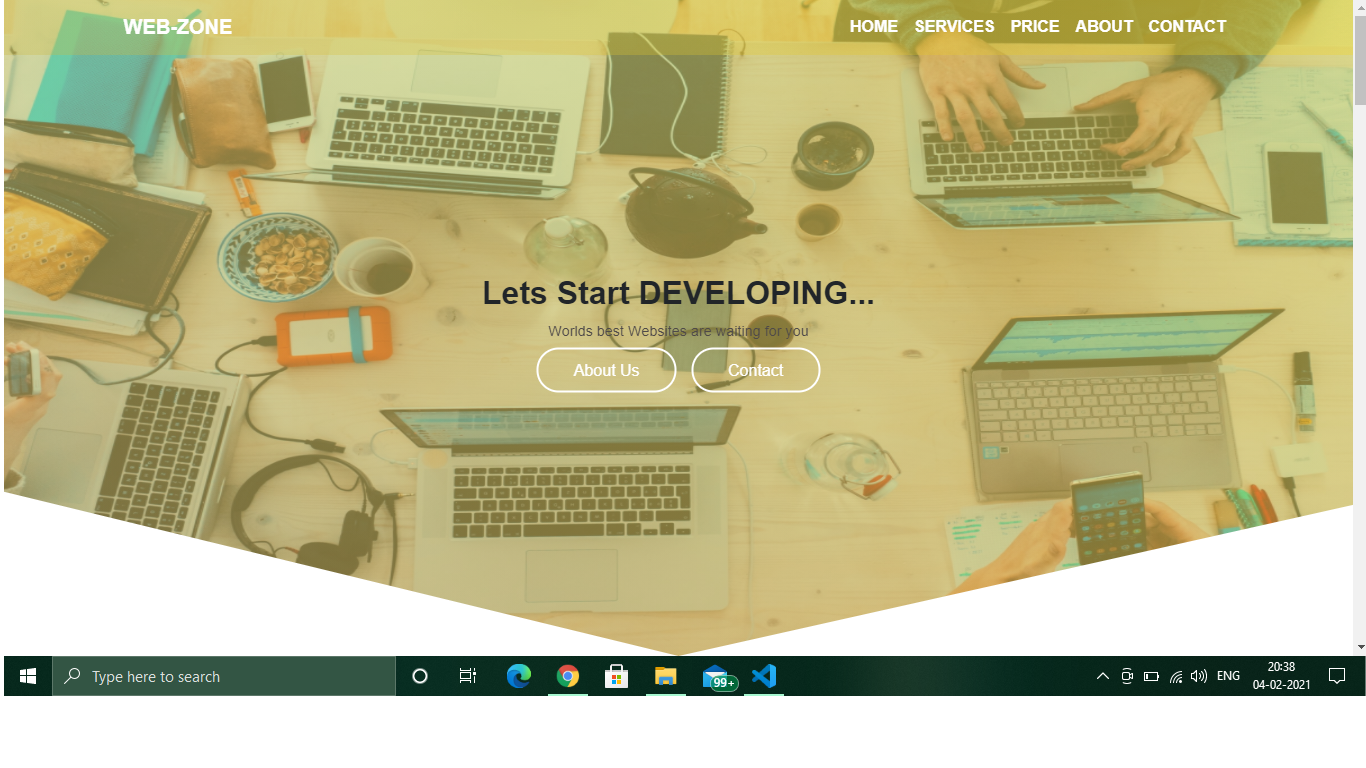 WEB-ZONE HOME SERVICES PRICE ABOUT CONTACT
Lets Start DEVELOPING...
Worlds best Websites are waiting for you
About Us Contact
Type here to search 99+ ENG 20:38
04-02-2021